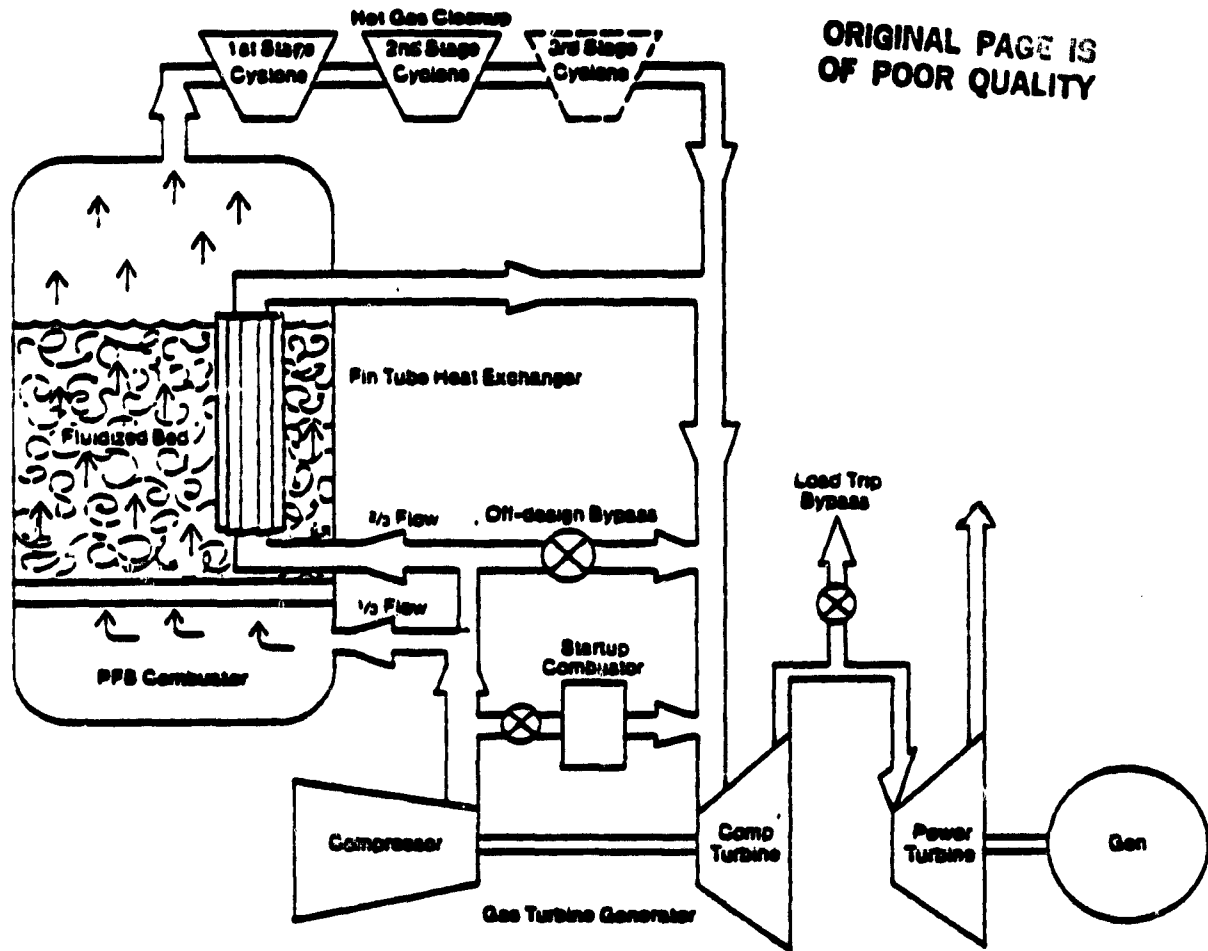 Hot Gas Cleanup
ORIGINAL PAGE IS
OF POOR QUALITY
1st Stage
Cyclone
2nd Stage
Cyclone
3rd Stage
Cyclone
Fin Tube Heat Exchanger
Fluidized Bed
Load Trip
Bypass
2/3 Flow
Off-design Bypass
1/3 Flow
Startup
Combustor
PFB Combustor
Compressor
Comp
Turbine
Power
Turbine
Gen
Gas Turbine Generator